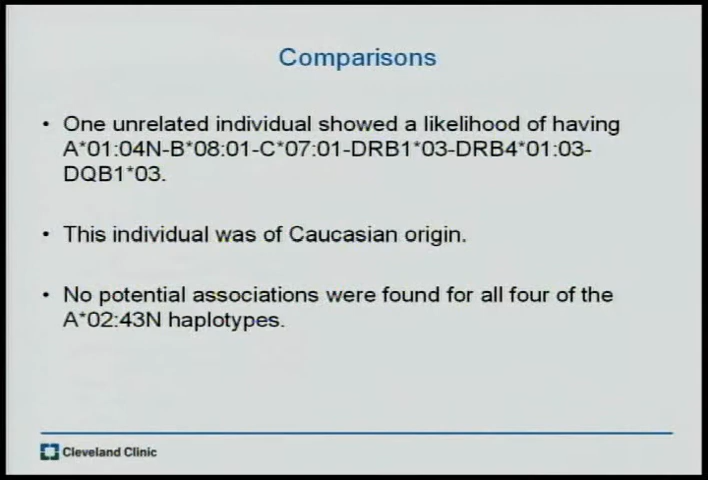 Comparisons
• One unrelated individual showed a likelihood of having
A*01:04N-B*08:01-C*07:01-DRB1*03-DRB4*01:03-
DQB1*03.
• This individual was of Caucasian origin.
• No potential associations were found for all four of the
A*02:43N haplotypes.
Cleveland Clinic